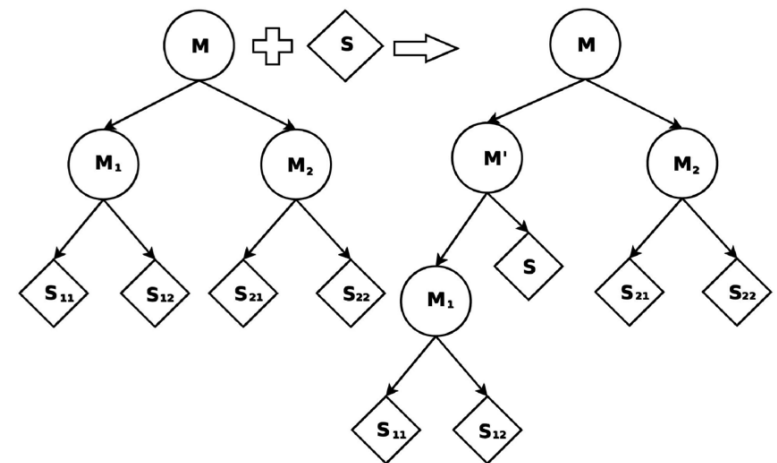 M S M
M₁ M₂ M' M₂
S₁₁ S₁₂ S₂₁ S₂₂ M₁ S S₂₁ S₂₂
S₁₁ S₁₂